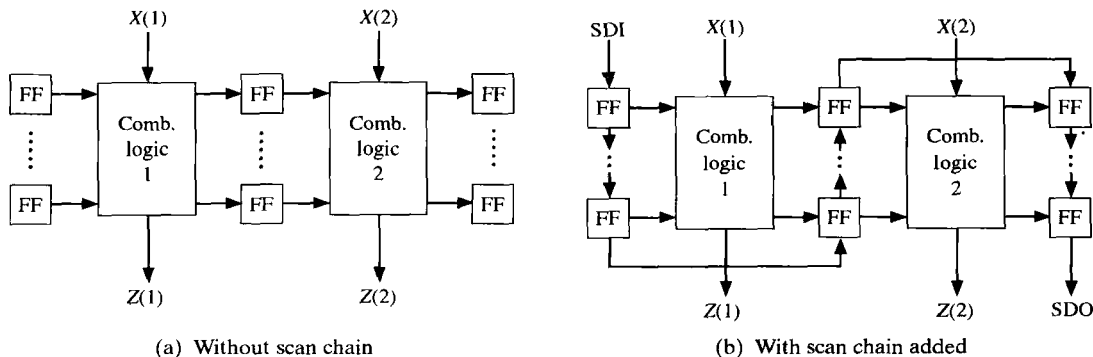 X(1)
X(2)
FF
FF
FF
Comb.
logic
1
Comb.
logic
2
FF
FF
FF
Z(1)
Z(2)
(a) Without scan chain
SDI
X(1)
X(2)
FF
FF
FF
Comb.
logic
1
Comb.
logic
2
FF
FF
FF
Z(1)
Z(2)
SDO
(b) With scan chain added